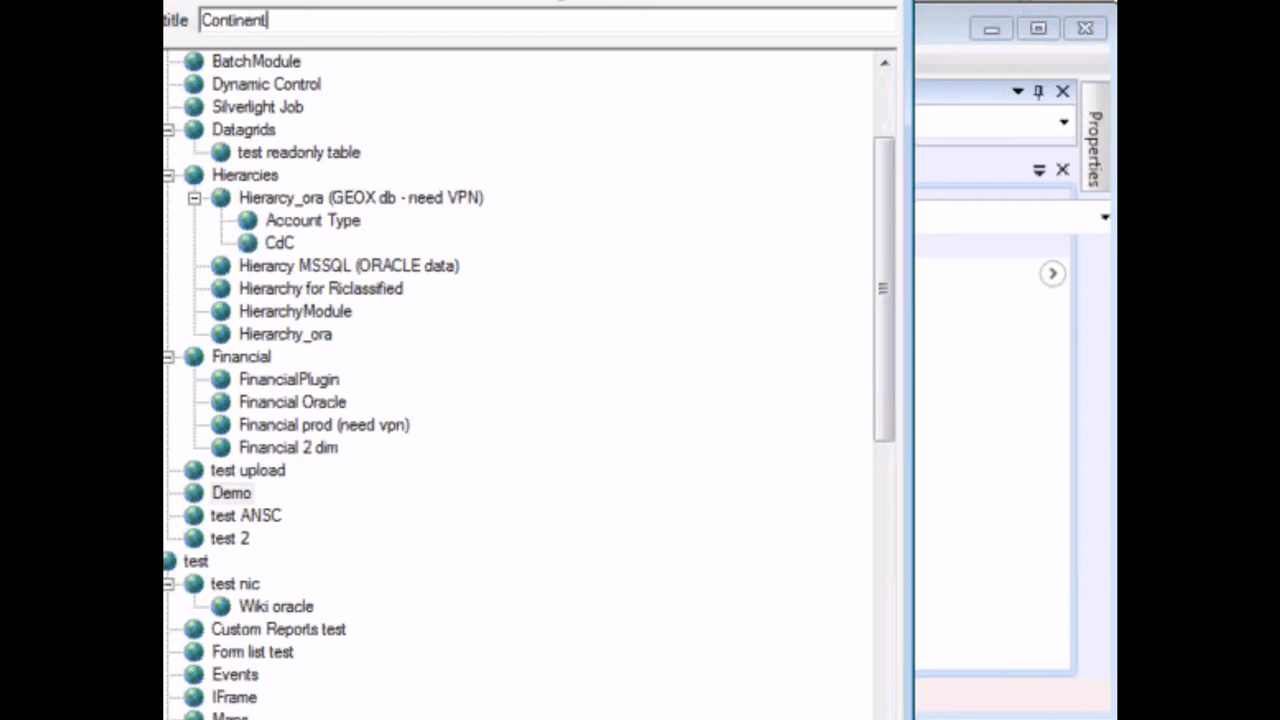 title Continent
BatchModule
Dynamic Control
Silverlight Job
Datagrids
test readonly table
Hierarcies
Hierarcy_ora (GEOX db - need VPN)
Account Type
CdC
Hierarcy MSSQL (ORACLE data)
Hierarchy for Riclassified
HierarchyModule
Hierarchy_ora
Financial
FinancialPlugin
Financial Oracle
Financial prod (need vpn)
Financial 2 dim
test upload
Demo
test ANSC
test 2
test
test nic
Wiki oracle
Custom Reports test
Form list test
Events
IFrame
Properties